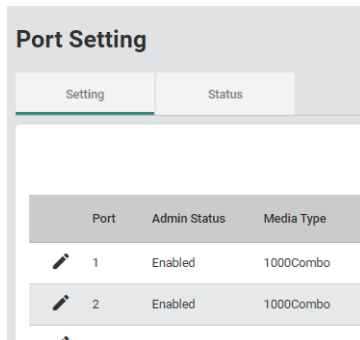 Port Setting
Setting Status
Port Admin Status Media Type
1 Enabled 1000Combo
2 Enabled 1000Combo